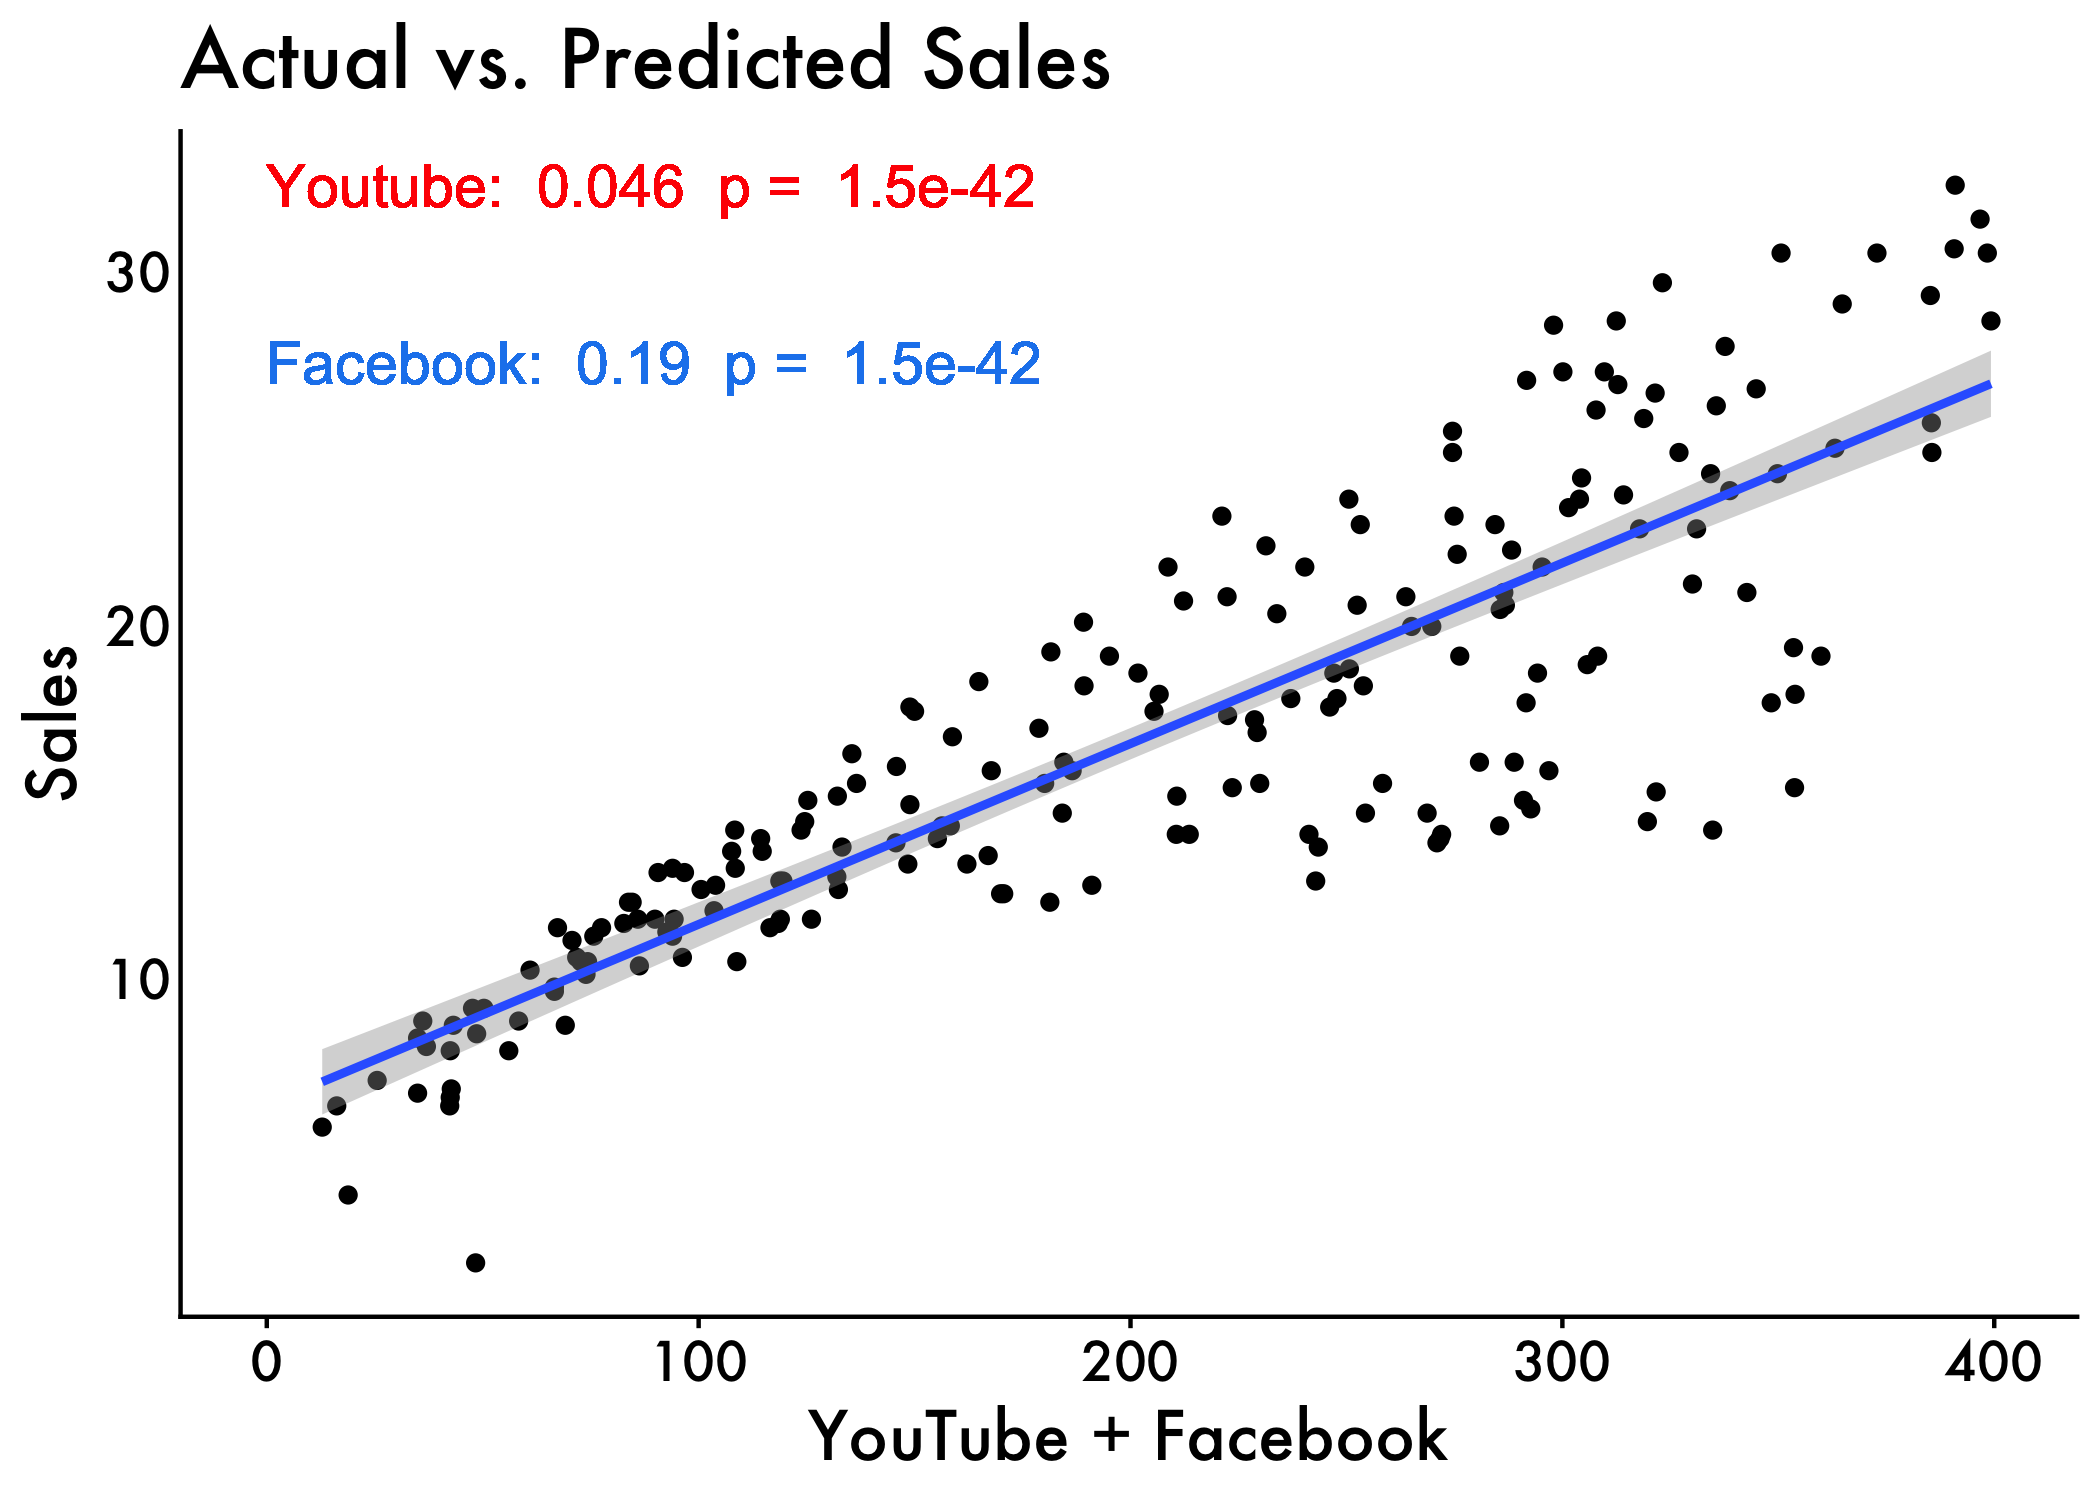 Actual vs. Predicted Sales
Youtube: 0.046 p = 1.5e-42
Facebook: 0.19 p = 1.5e-42
30
20
10
Sales
0 100 200 300 400
YouTube + Facebook